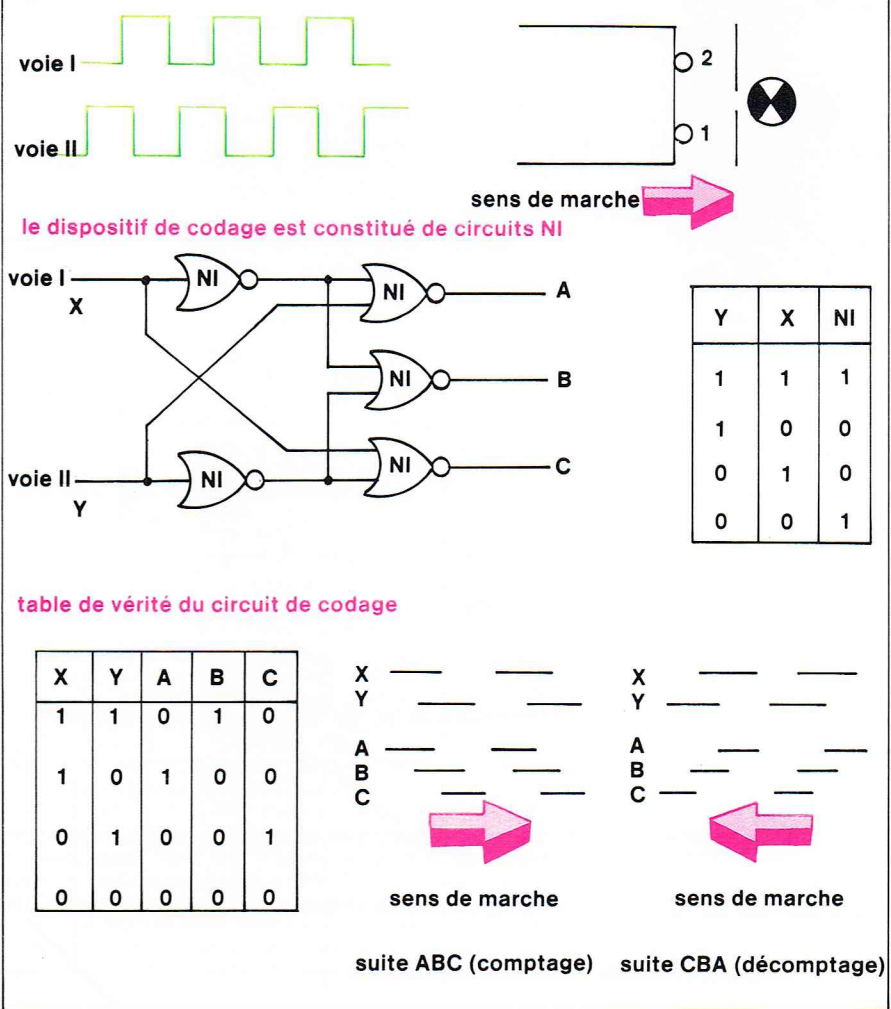 voie I
voie II
2
1
sens de marche
le dispositif de codage est constitué de circuits NI
voie I
X
NI
NI
A
NI
B
NI
NI
C
voie II
Y
Y X NI
1 1 1
1 0 0
0 1 0
0 0 1
table de vérité du circuit de codage
X Y A B C
1 1 0 1 0
1 0 1 0 0
0 1 0 0 1
0 0 0 0 0
X
Y
A
B
C
sens de marche
suite ABC (comptage)
X
Y
A
B
C
sens de marche
suite CBA (décomptage)